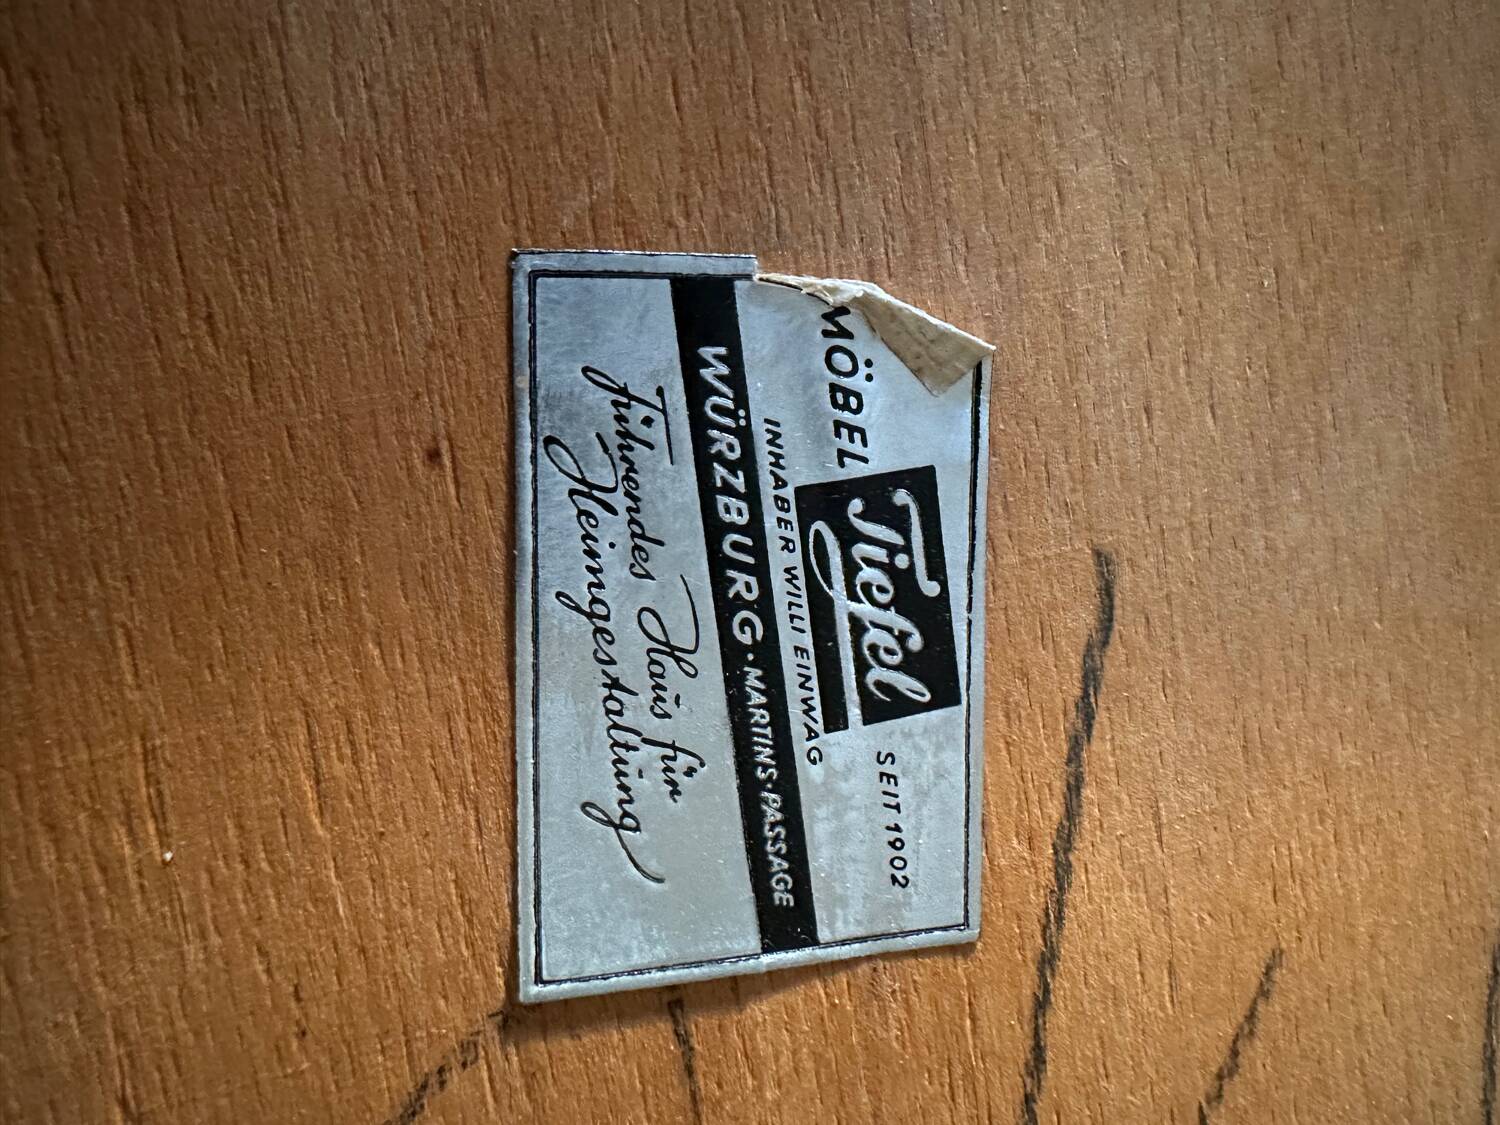 MÖBEL Tiefel SEIT 1902
INHABER WILLI EINWAG
WÜRZBURG · MARTINS-PASSAGE
führendes Haus für
Heimgestaltung